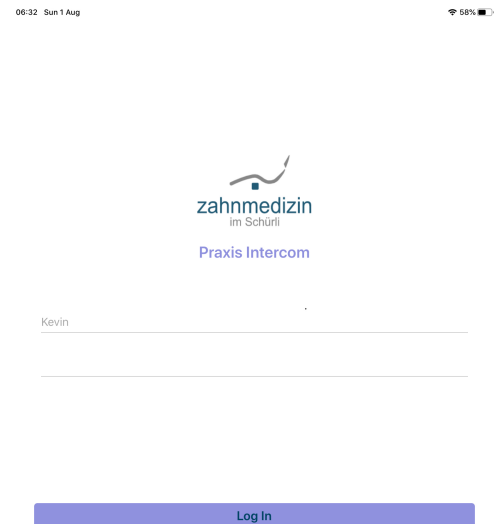 06:32 Sun 1 Aug 58%
zahnmedizin
im Schürli
Praxis Intercom
Kevin
Log In